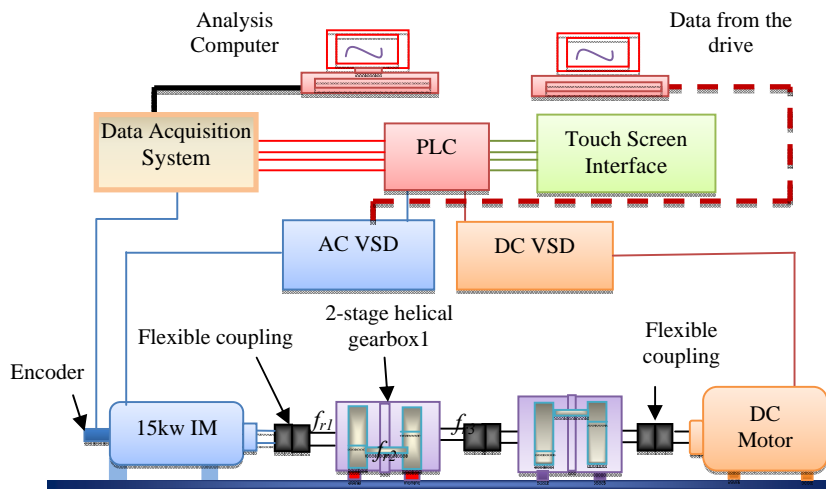 Analysis
Computer
Data from the
drive
Data Acquisition
System
PLC
Touch Screen
Interface
AC VSD
DC VSD
2-stage helical
gearbox1
Flexible coupling
Flexible
coupling
Encoder
15kw IM
fr1
fr2
fr3
DC
Motor